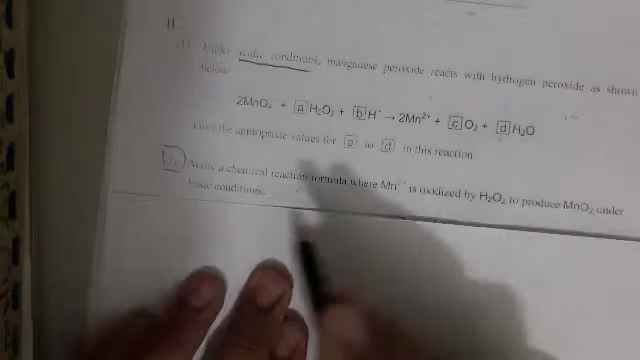 II
Under acidic conditions, manganese peroxide reacts with hydrogen peroxide as shown
below.
2MnO₄⁻ + a H₂O₂ + b H⁺ → 2Mn²⁺ + c O₂ + d H₂O
Give the appropriate values for a to d in this reaction
Write a chemical reaction formula where Mn²⁺ is oxidized by H₂O₂ to produce MnO₂ under
basic conditions.